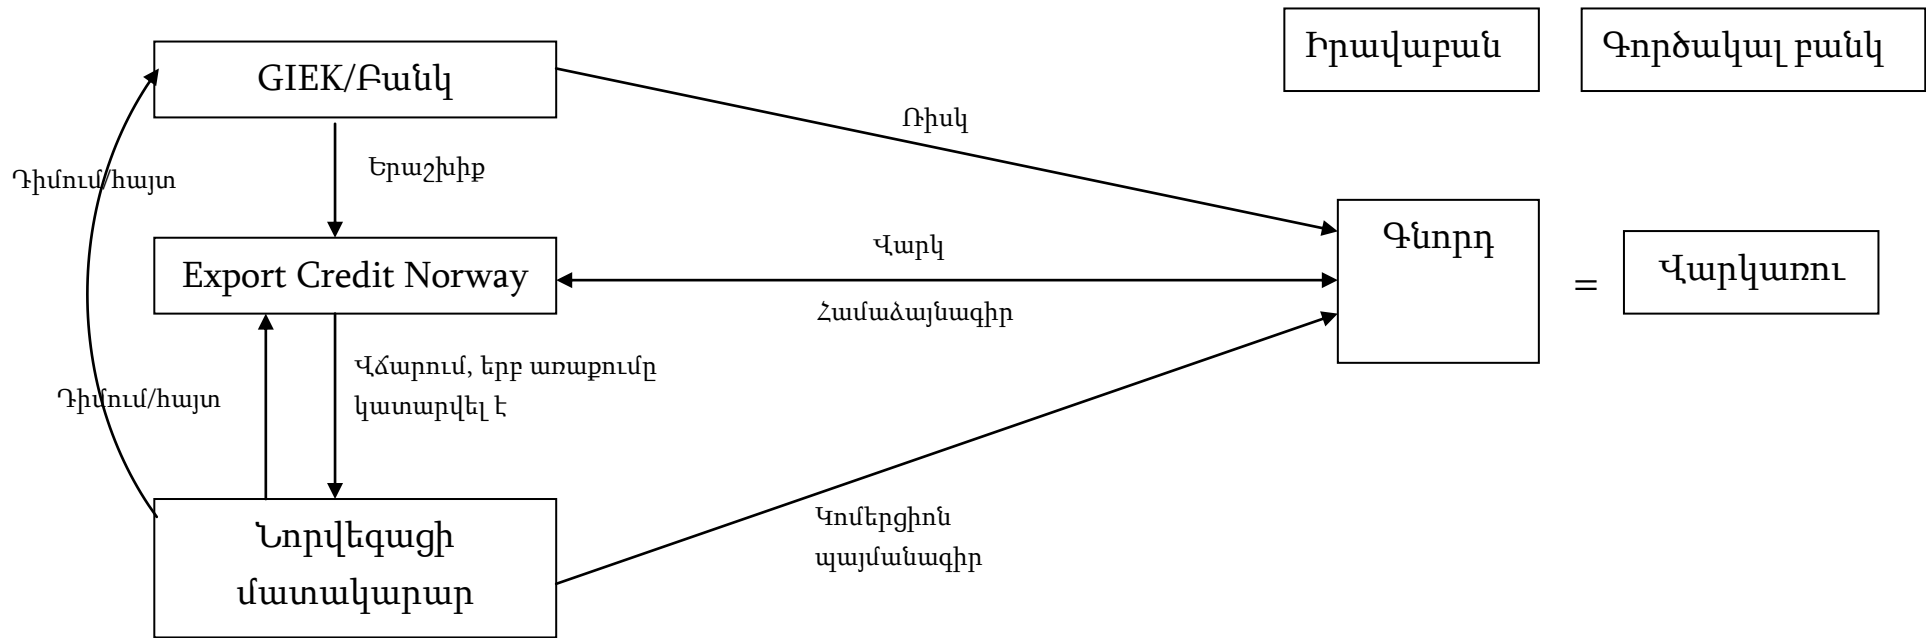 Իրավաբան
Գործակալ բանկ
GIEK/Բանկ
Ռիսկ
Երաշխիք
Դիմում/հայտ
Գնորդ
Վարկ
Export Credit Norway
=
Վարկառու
Համաձայնագիր
Վճարում, երբ առաքումը
կատարվել է
Դիմում/հայտ
Նորվեգացի
մատակարար
Կոմերցիոն
պայմանագիր